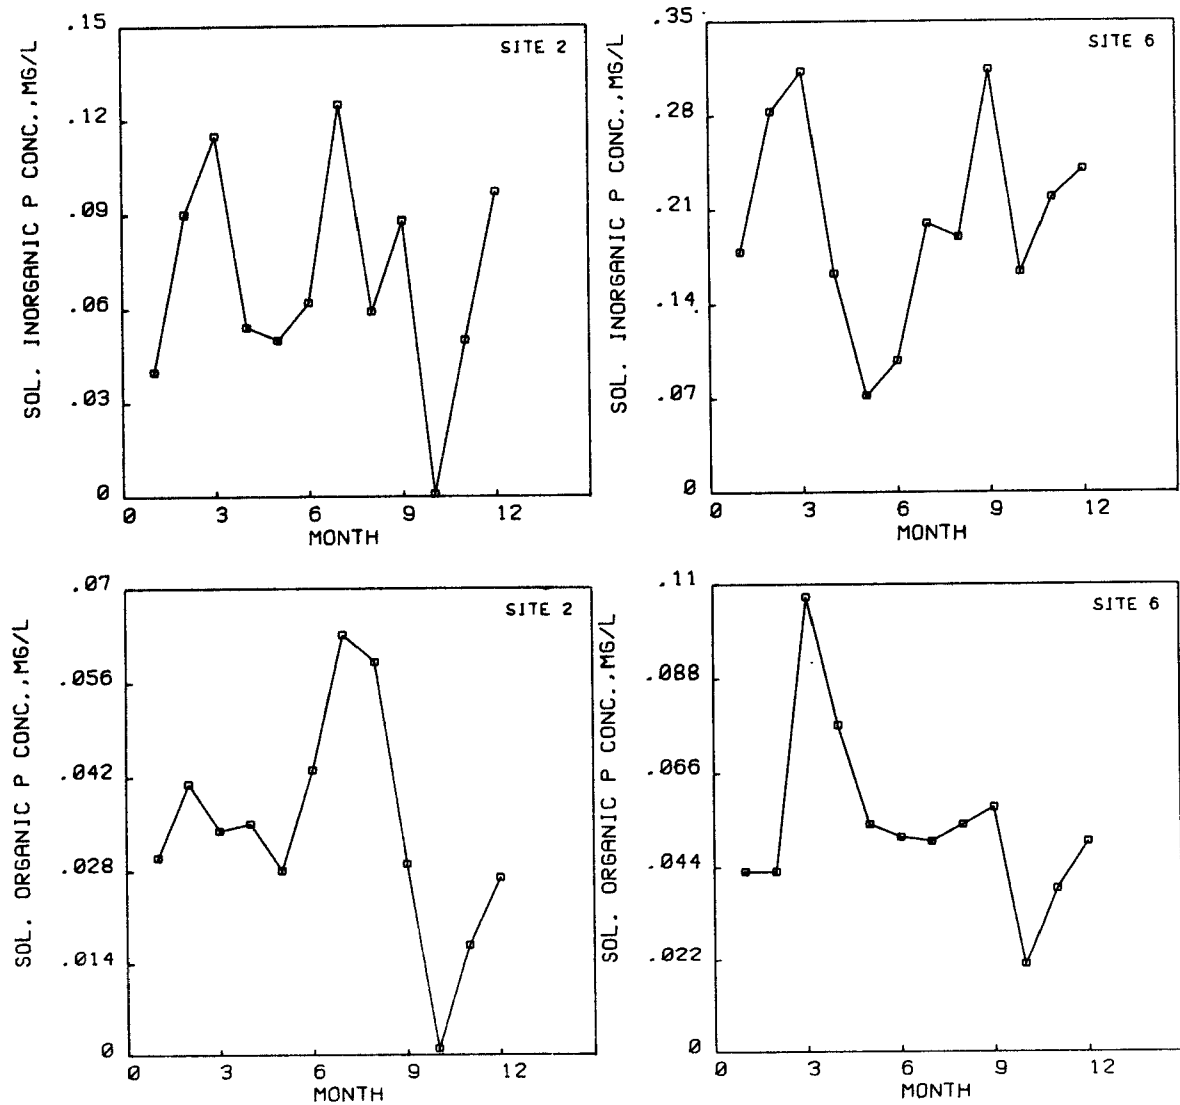 SOL. INORGANIC P CONC.,MG/L
.15
.12
.09
.06
.03
0
SITE 2
0 3 6 9 12
MONTH
SOL. INORGANIC P CONC.,MG/L
.35
.28
.21
.14
.07
0
SITE 6
0 3 6 9 12
MONTH
SOL. ORGANIC P CONC.,MG/L
.07
.056
.042
.028
.014
0
SITE 2
0 3 6 9 12
MONTH
SOL. ORGANIC P CONC.,MG/L
.11
.088
.066
.044
.022
0
SITE 6
0 3 6 9 12
MONTH